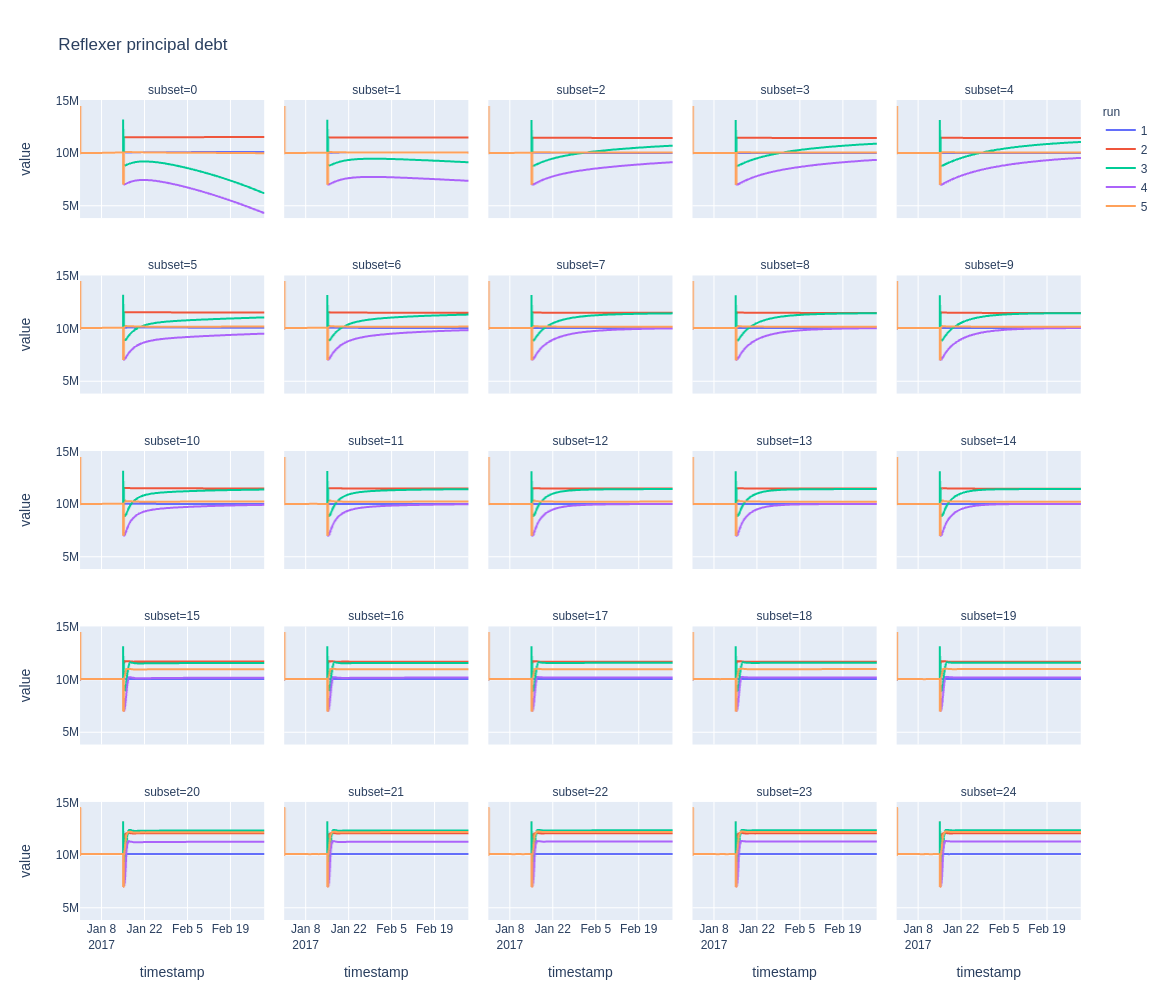 Reflexer principal debt
subset=0 subset=1 subset=2 subset=3 subset=4
run
1
2
3
4
5
15M
10M
5M
value
subset=5 subset=6 subset=7 subset=8 subset=9
15M
10M
5M
value
subset=10 subset=11 subset=12 subset=13 subset=14
15M
10M
5M
value
subset=15 subset=16 subset=17 subset=18 subset=19
15M
10M
5M
value
subset=20 subset=21 subset=22 subset=23 subset=24
15M
10M
5M
value
Jan 8 Jan 22 Feb 5 Feb 19 Jan 8 Jan 22 Feb 5 Feb 19 Jan 8 Jan 22 Feb 5 Feb 19 Jan 8 Jan 22 Feb 5 Feb 19 Jan 8 Jan 22 Feb 5 Feb 19
2017 2017 2017 2017 2017
timestamp timestamp timestamp timestamp timestamp